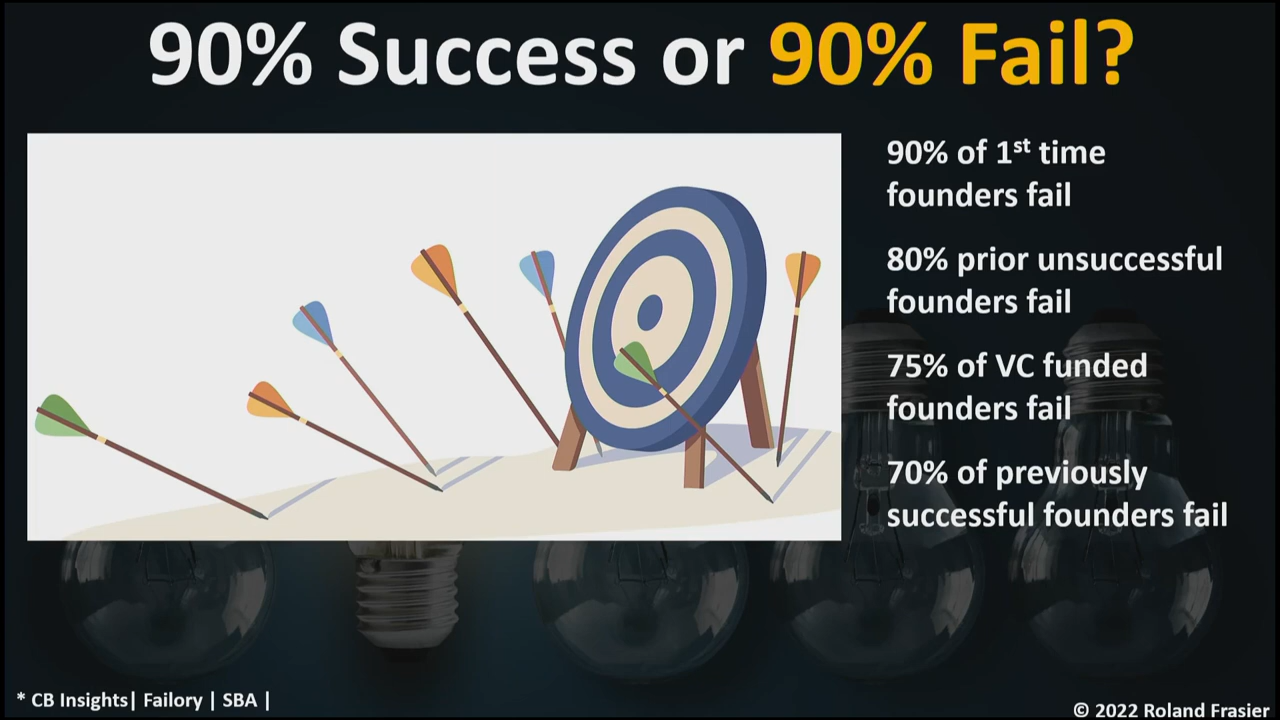 90% Success or 90% Fail?
90% of 1st time
founders fail
80% prior unsuccessful
founders fail
75% of VC funded
founders fail
70% of previously
successful founders fail
* CB Insights| Failory | SBA |
© 2022 Roland Frasier